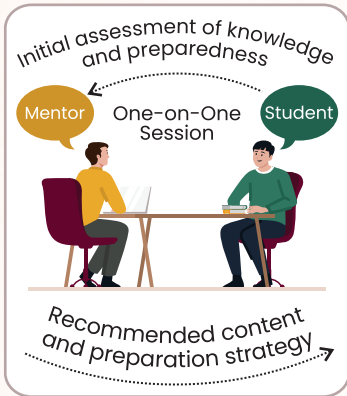 Initial assessment of knowledge
and preparedness
Mentor
One-on-One
Session
Student
Recommended content
and preparation strategy